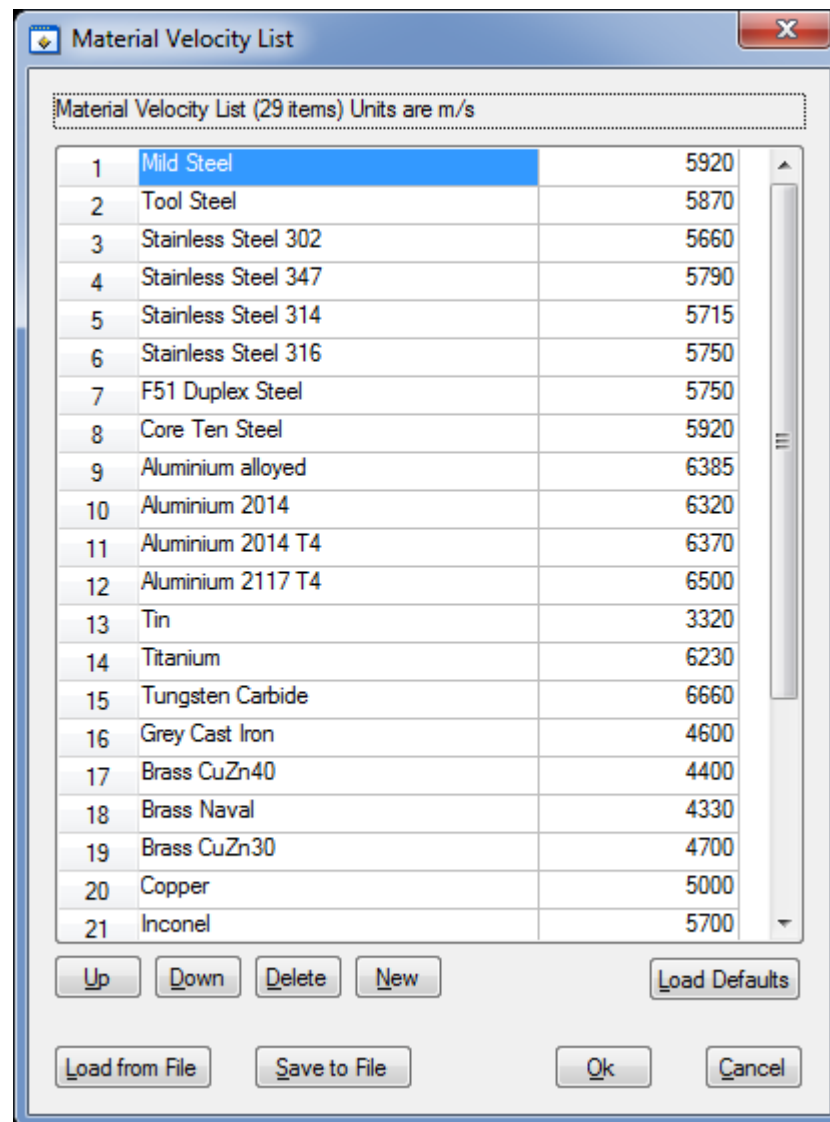 Material Velocity List
Material Velocity List (29 items) Units are m/s
1 Mild Steel 5920
2 Tool Steel 5870
3 Stainless Steel 302 5660
4 Stainless Steel 347 5790
5 Stainless Steel 314 5715
6 Stainless Steel 316 5750
7 F51 Duplex Steel 5750
8 Core Ten Steel 5920
9 Aluminium alloyed 6385
10 Aluminium 2014 6320
11 Aluminium 2014 T4 6370
12 Aluminium 2117 T4 6500
13 Tin 3320
14 Titanium 6230
15 Tungsten Carbide 6660
16 Grey Cast Iron 4600
17 Brass CuZn40 4400
18 Brass Naval 4330
19 Brass CuZn30 4700
20 Copper 5000
21 Inconel 5700
Up Down Delete New Load Defaults
Load from File Save to File Ok Cancel